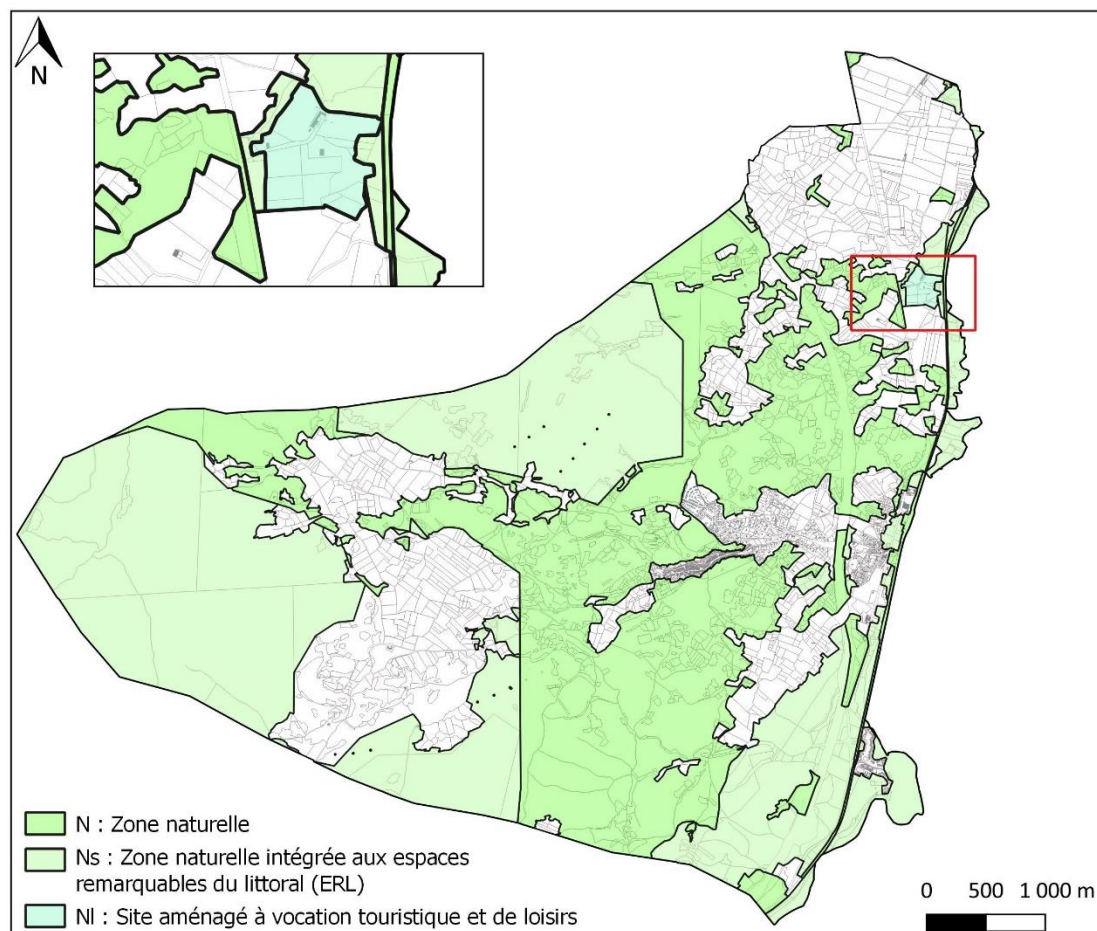 N
N : Zone naturelle
Ns : Zone naturelle intégrée aux espaces
remarquables du littoral (ERL)
Nl : Site aménagé à vocation touristique et de loisirs
0 500 1 000 m